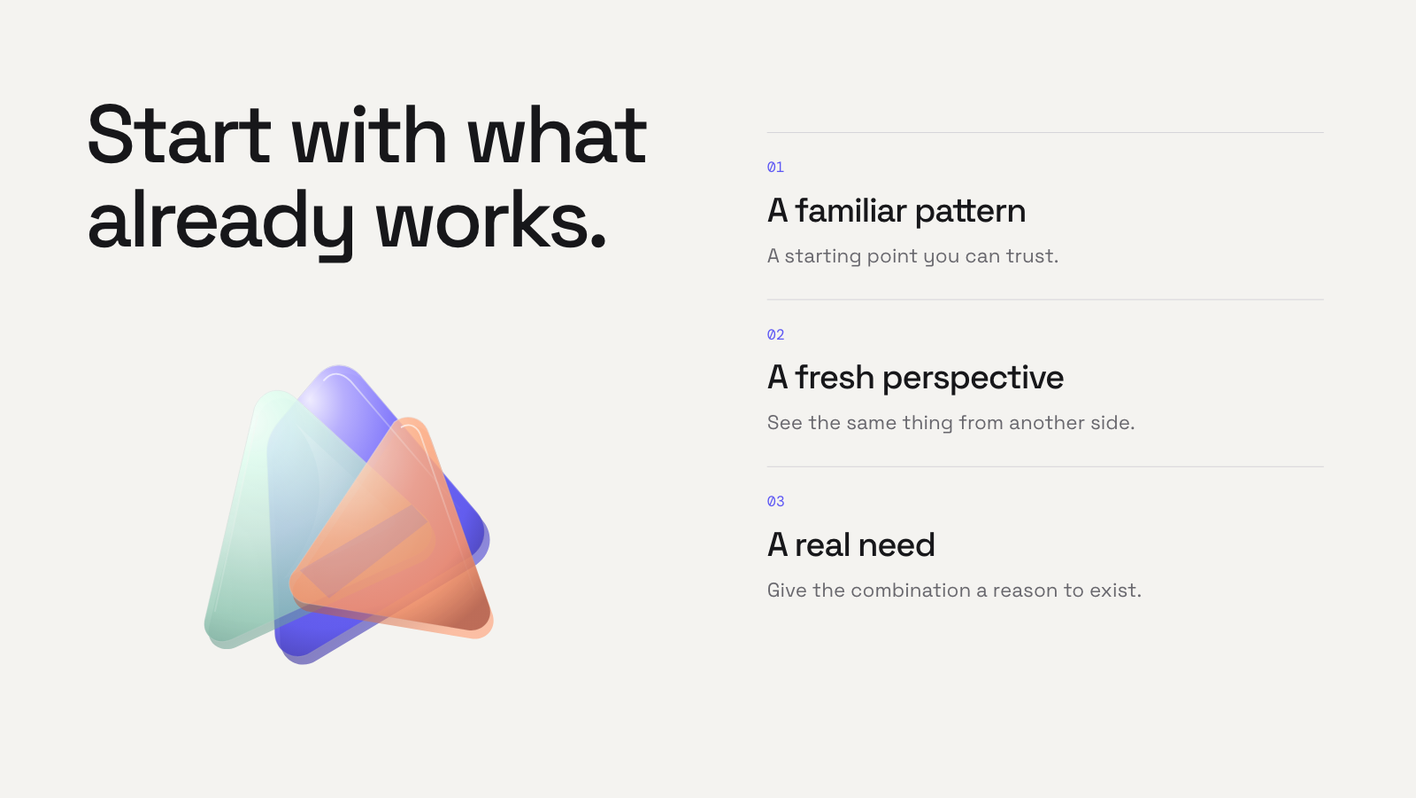 Start with what
already works.
01
A familiar pattern
A starting point you can trust.
02
A fresh perspective
See the same thing from another side.
03
A real need
Give the combination a reason to exist.